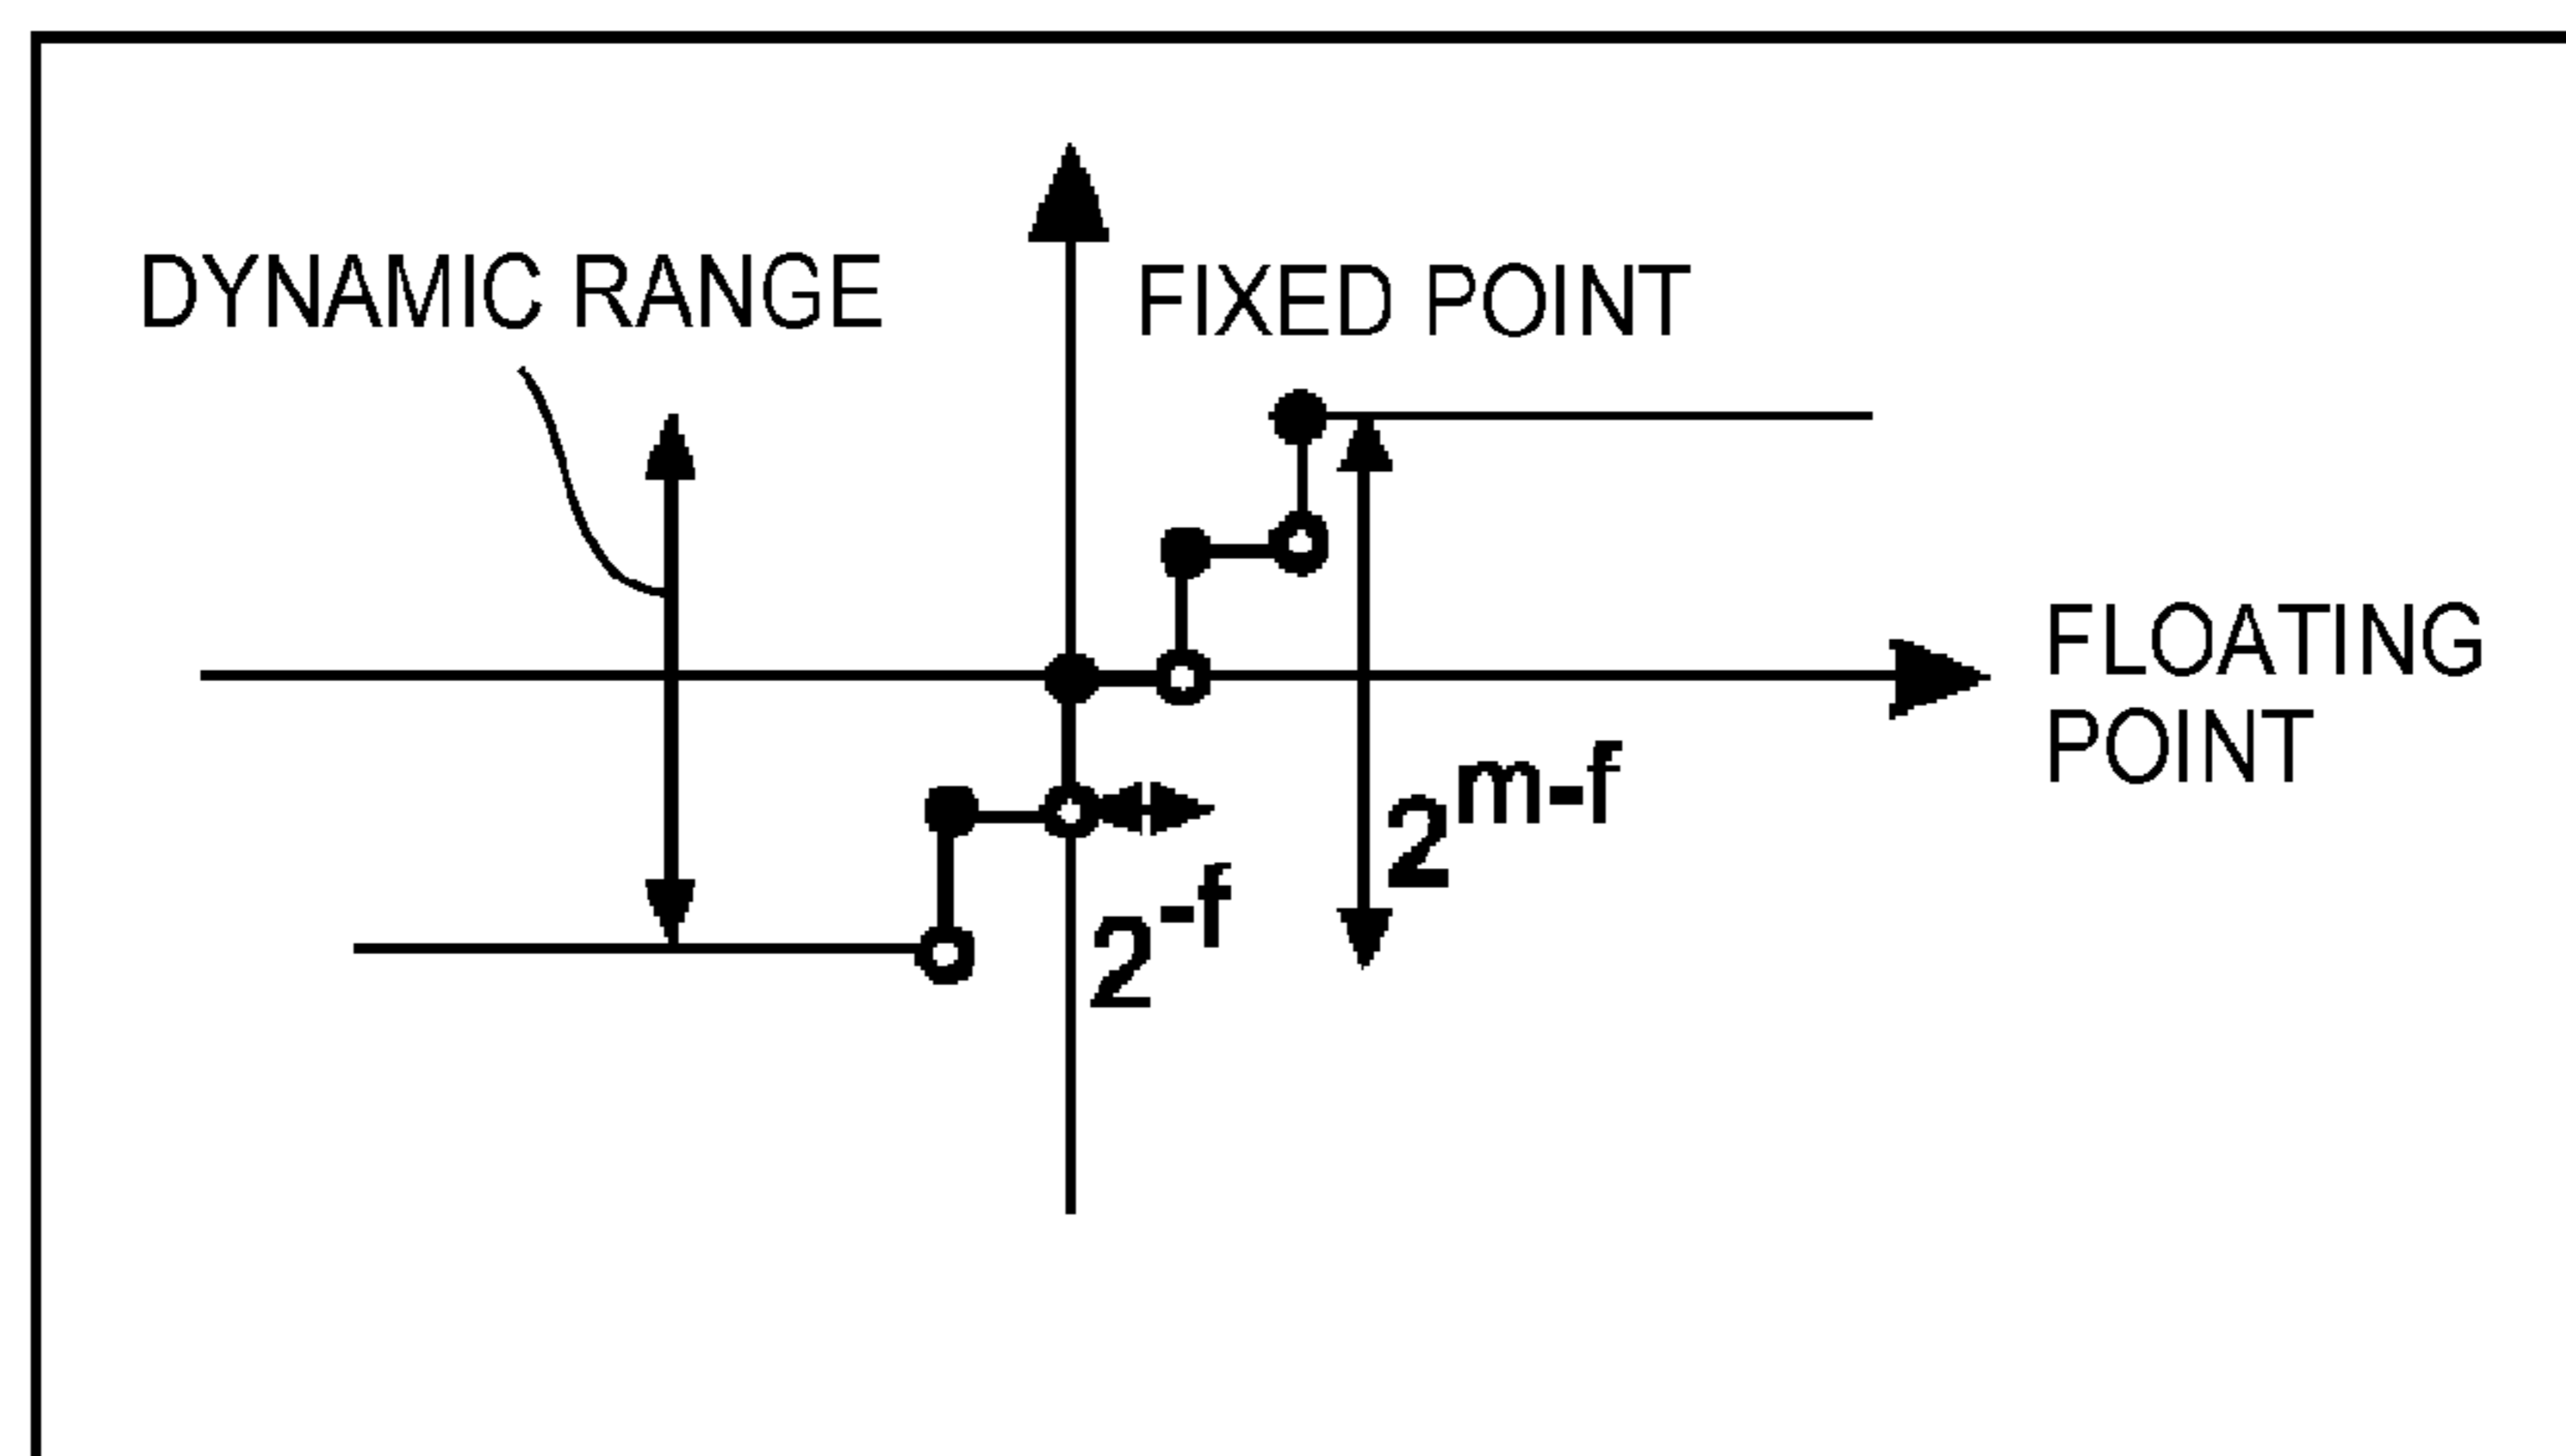 DYNAMIC RANGE
FIXED POINT
FLOATING
POINT
2^m-f
2^-f